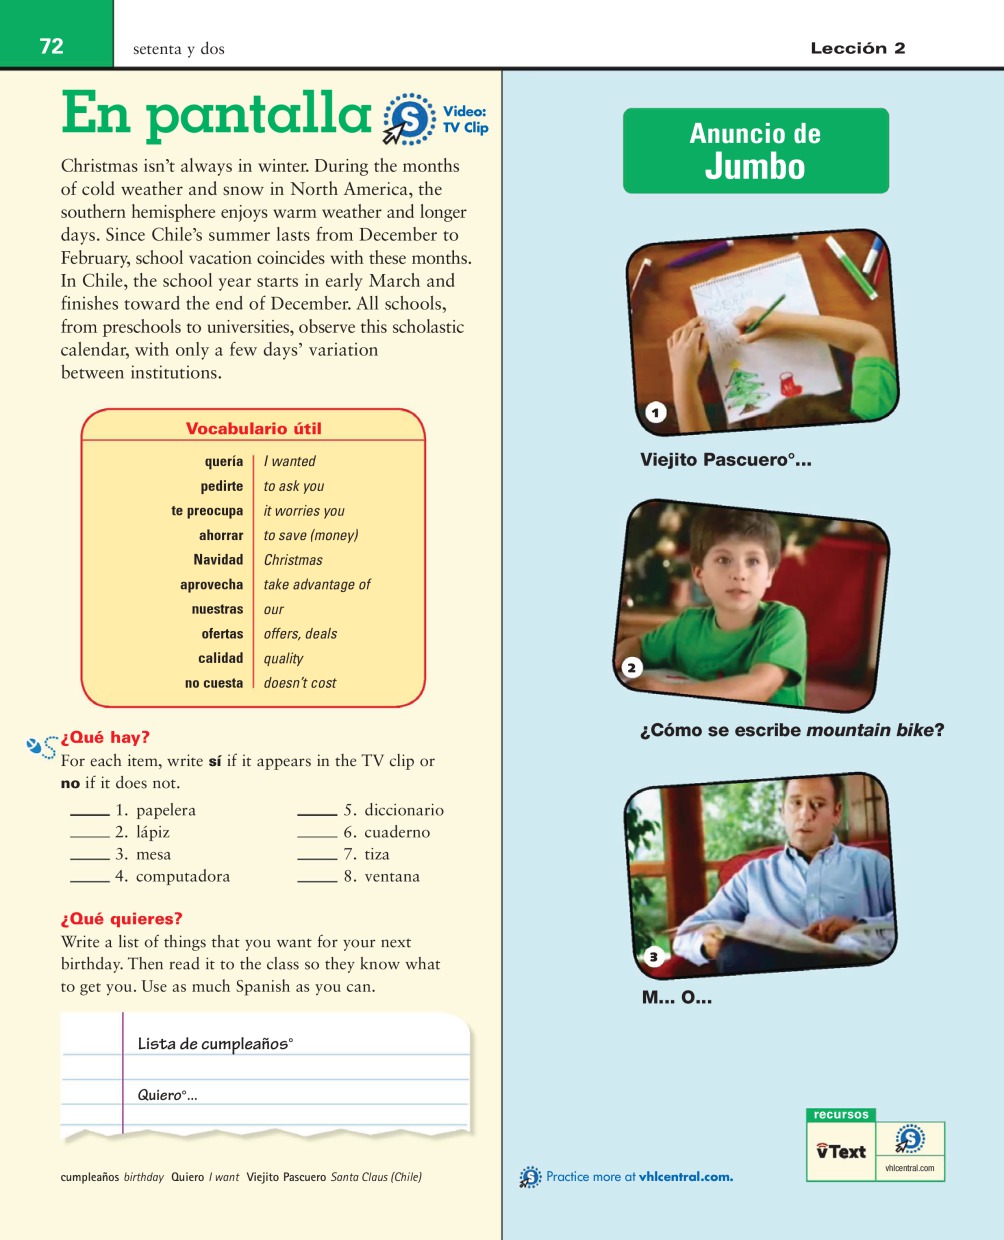 72
setenta y dos
Lección 2
En pantalla
Video:
TV Clip
Christmas isn't always in winter. During the months
of cold weather and snow in North America, the
southern hemisphere enjoys warm weather and longer
days. Since Chile's summer lasts from December to
February, school vacation coincides with these months.
In Chile, the school year starts in early March and
finishes toward the end of December. All schools,
from preschools to universities, observe this scholastic
calendar, with only a few days' variation
between institutions.
Vocabulario útil
quería I wanted
pedirte to ask you
te preocupa it worries you
ahorrar to save (money)
Navidad Christmas
aprovecha take advantage of
nuestras our
ofertas offers, deals
calidad quality
no cuesta doesn't cost
¿Qué hay?
For each item, write sí if it appears in the TV clip or
no if it does not.
_____ 1. papelera
_____ 2. lápiz
_____ 3. mesa
_____ 4. computadora
_____ 5. diccionario
_____ 6. cuaderno
_____ 7. tiza
_____ 8. ventana
¿Qué quieres?
Write a list of things that you want for your next
birthday. Then read it to the class so they know what
to get you. Use as much Spanish as you can.
Lista de cumpleaños°
Quiero°...
cumpleaños birthday Quiero I want Viejito Pascuero Santa Claus (Chile)
Anuncio de
Jumbo
1
Viejito Pascuero°...
2
¿Cómo se escribe mountain bike?
3
M... O...
Practice more at vhlcentral.com.
recursos
vText
S
vhlcentral.com